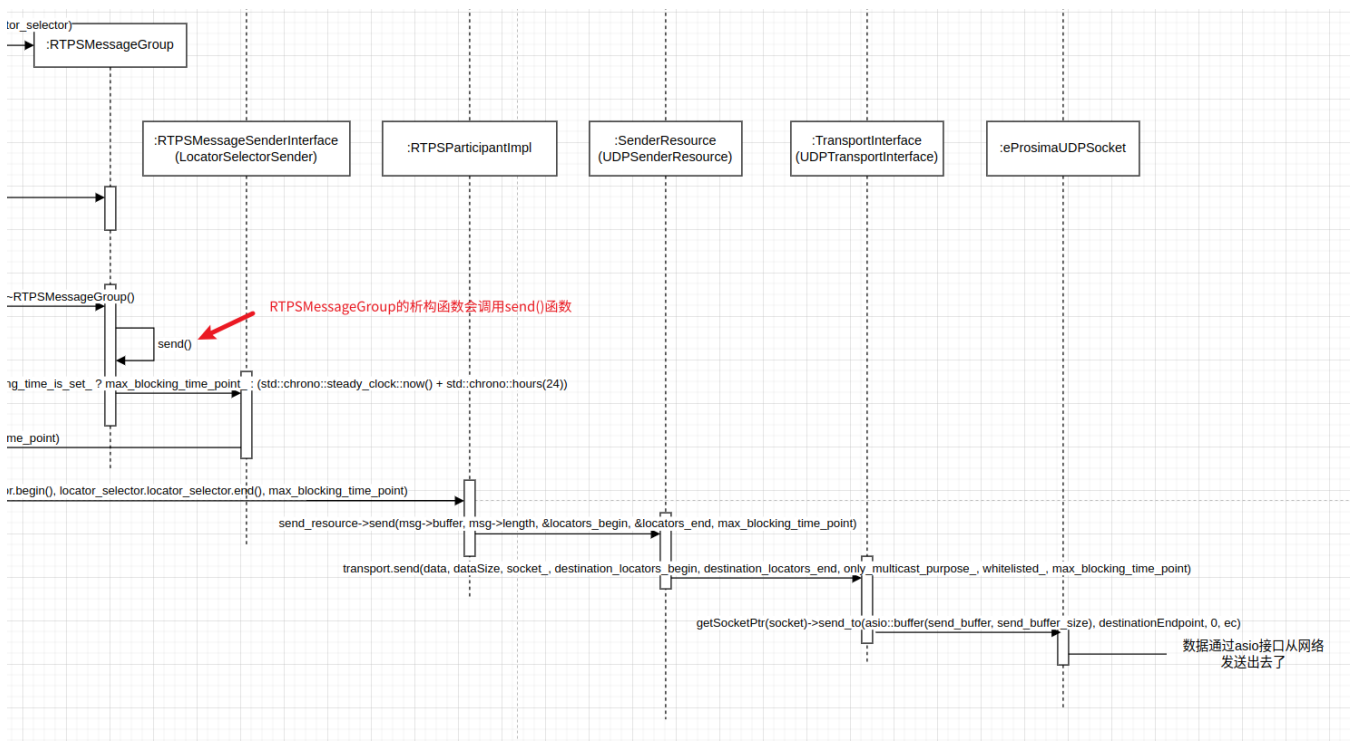 tor_selector)
:RTPSMessageGroup
:RTPSMessageSenderInterface
(LocatorSelectorSender)
:RTPSParticipantImpl
:SenderResource
(UDPSenderResource)
:TransportInterface
(UDPTransportInterface)
:eProsimaUDPSocket
~RTPSMessageGroup()
RTPSMessageGroup的析构函数会调用send()函数
send()
ng_time_is_set_ ? max_blocking_time_point_ : (std::chrono::steady_clock::now() + std::chrono::hours(24))
ime_point)
or.begin(), locator_selector.locator_selector.end(), max_blocking_time_point)
send_resource->send(msg->buffer, msg->length, &locators_begin, &locators_end, max_blocking_time_point)
transport.send(data, dataSize, socket_, destination_locators_begin, destination_locators_end, only_multicast_purpose_, whitelisted_, max_blocking_time_point)
getSocketPtr(socket)->send_to(asio::buffer(send_buffer, send_buffer_size), destinationEndpoint, 0, ec)
数据通过asio接口从网络
发送出去了